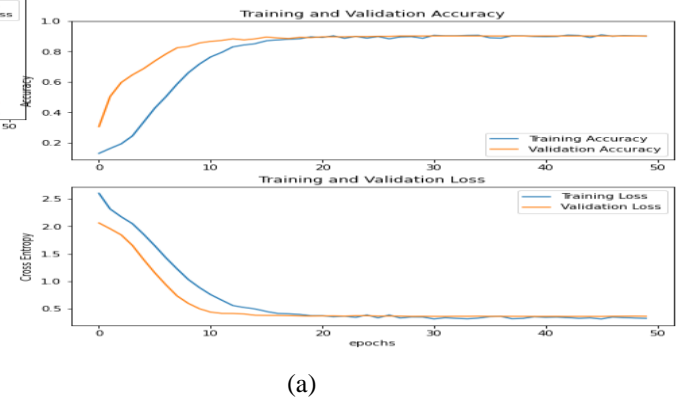 ss
50
Training and Validation Accuracy
1.0
0.8
0.6
0.4
0.2
Accuracy
Training Accuracy
Validation Accuracy
0 10 20 30 40 50
Training and Validation Loss
2.5
2.0
1.5
1.0
0.5
Cross Entropy
Training Loss
Validation Loss
0 10 20 30 40 50
epochs
(a)